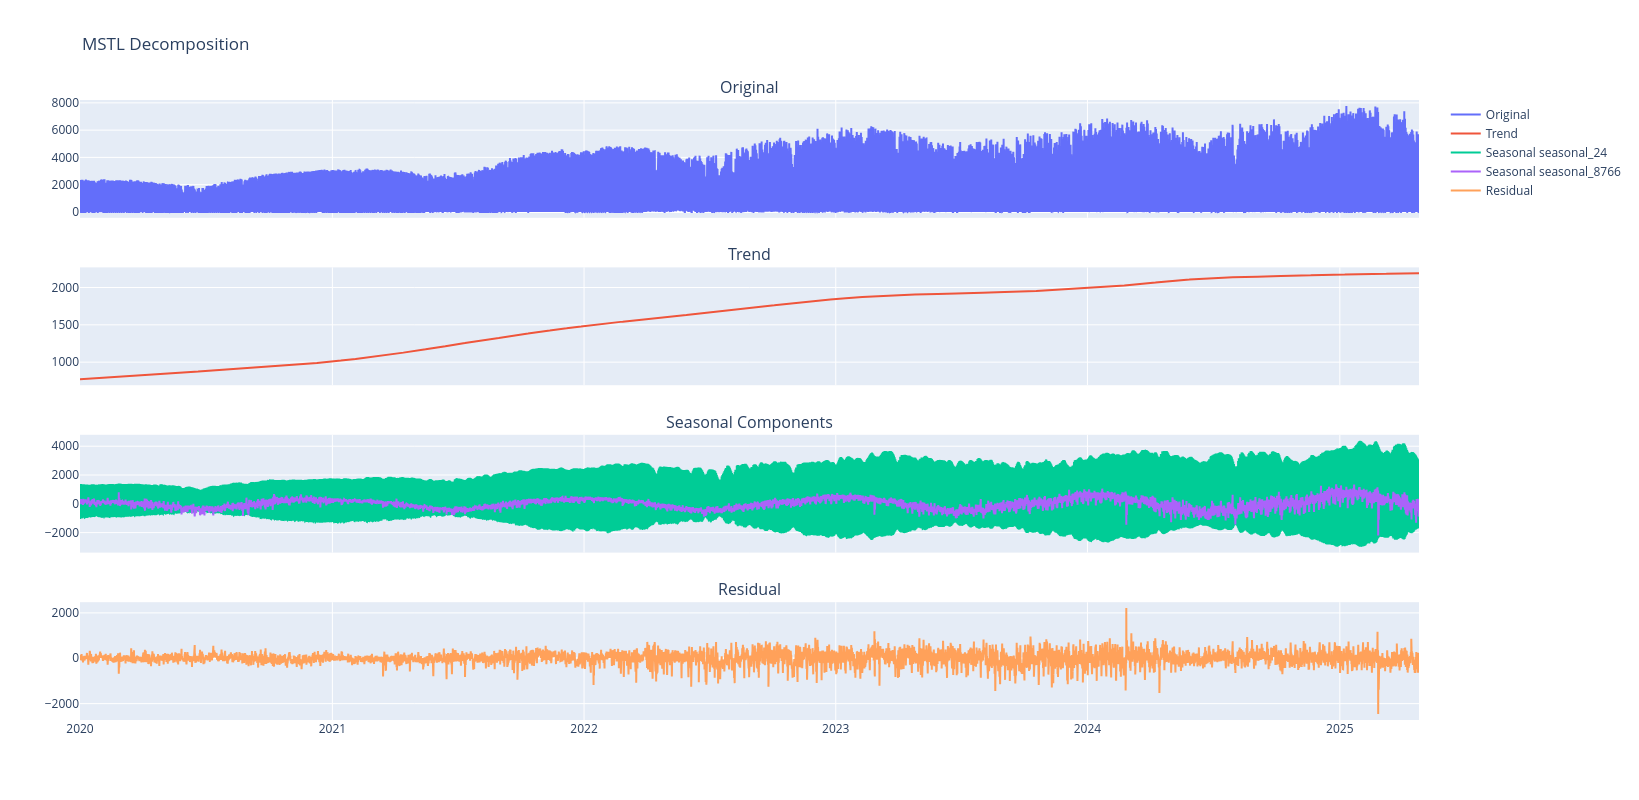 MSTL Decomposition
Original
8000
6000
4000
2000
0
Original
Trend
Seasonal seasonal_24
Seasonal seasonal_8766
Residual
Trend
2000
1500
1000
Seasonal Components
4000
2000
0
−2000
Residual
2000
0
−2000
2020 2021 2022 2023 2024 2025